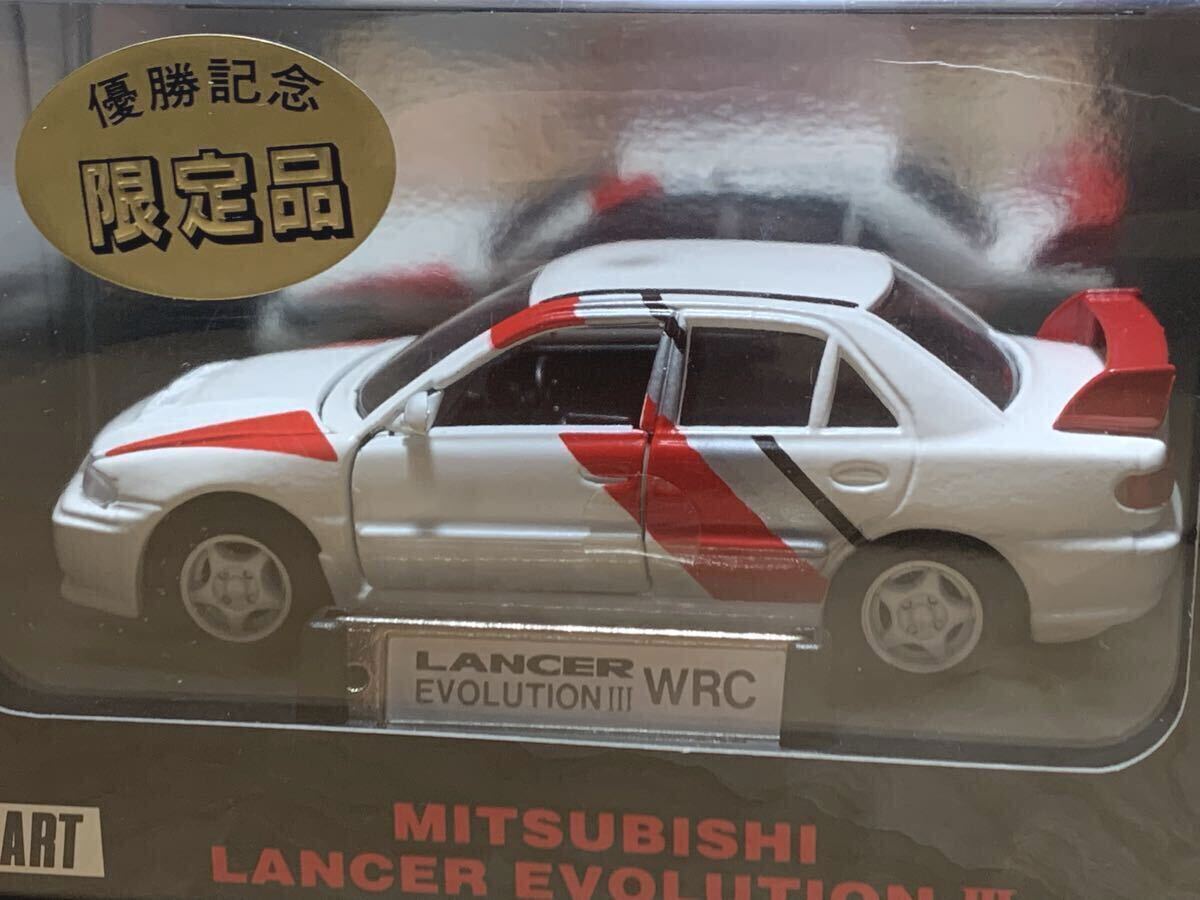 優勝記念
限定品
LANCER
EVOLUTION III WRC
ART
MITSUBISHI
LANCER EVOLUTION III